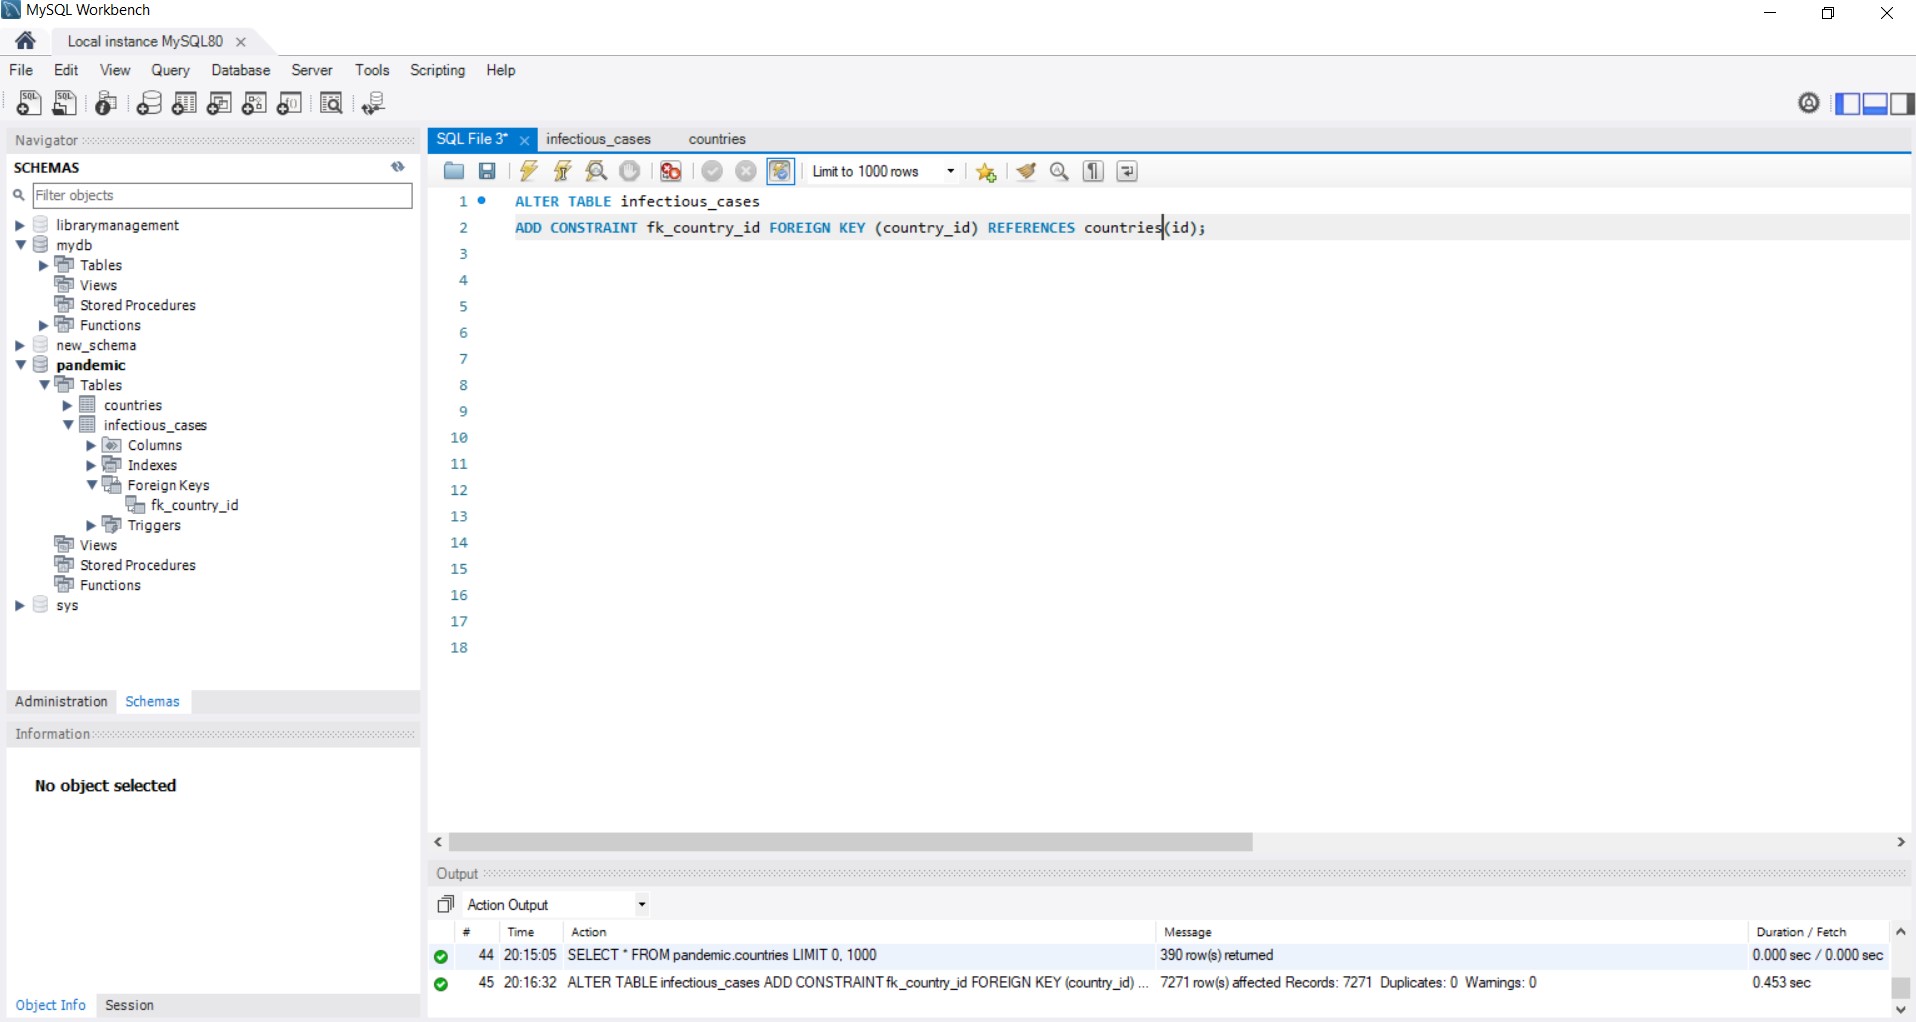 MySQL Workbench
Local instance MySQL80
File Edit View Query Database Server Tools Scripting Help
Navigator
SCHEMAS
Filter objects
librarymanagement
mydb
Tables
Views
Stored Procedures
Functions
new_schema
pandemic
Tables
countries
infectious_cases
Columns
Indexes
Foreign Keys
fk_country_id
Triggers
Views
Stored Procedures
Functions
sys
Administration Schemas
Information
No object selected
Object Info Session
SQL File 3* infectious_cases countries
Limit to 1000 rows
1 ALTER TABLE infectious_cases
2 ADD CONSTRAINT fk_country_id FOREIGN KEY (country_id) REFERENCES countries(id);
3
4
5
6
7
8
9
10
11
12
13
14
15
16
17
18
Output
Action Output
# Time Action Message Duration / Fetch
44 20:15:05 SELECT * FROM pandemic.countries LIMIT 0, 1000 390 row(s) returned 0.000 sec / 0.000 sec
45 20:16:32 ALTER TABLE infectious_cases ADD CONSTRAINT fk_country_id FOREIGN KEY (country_id) ... 7271 row(s) affected Records: 7271 Duplicates: 0 Warnings: 0 0.453 sec